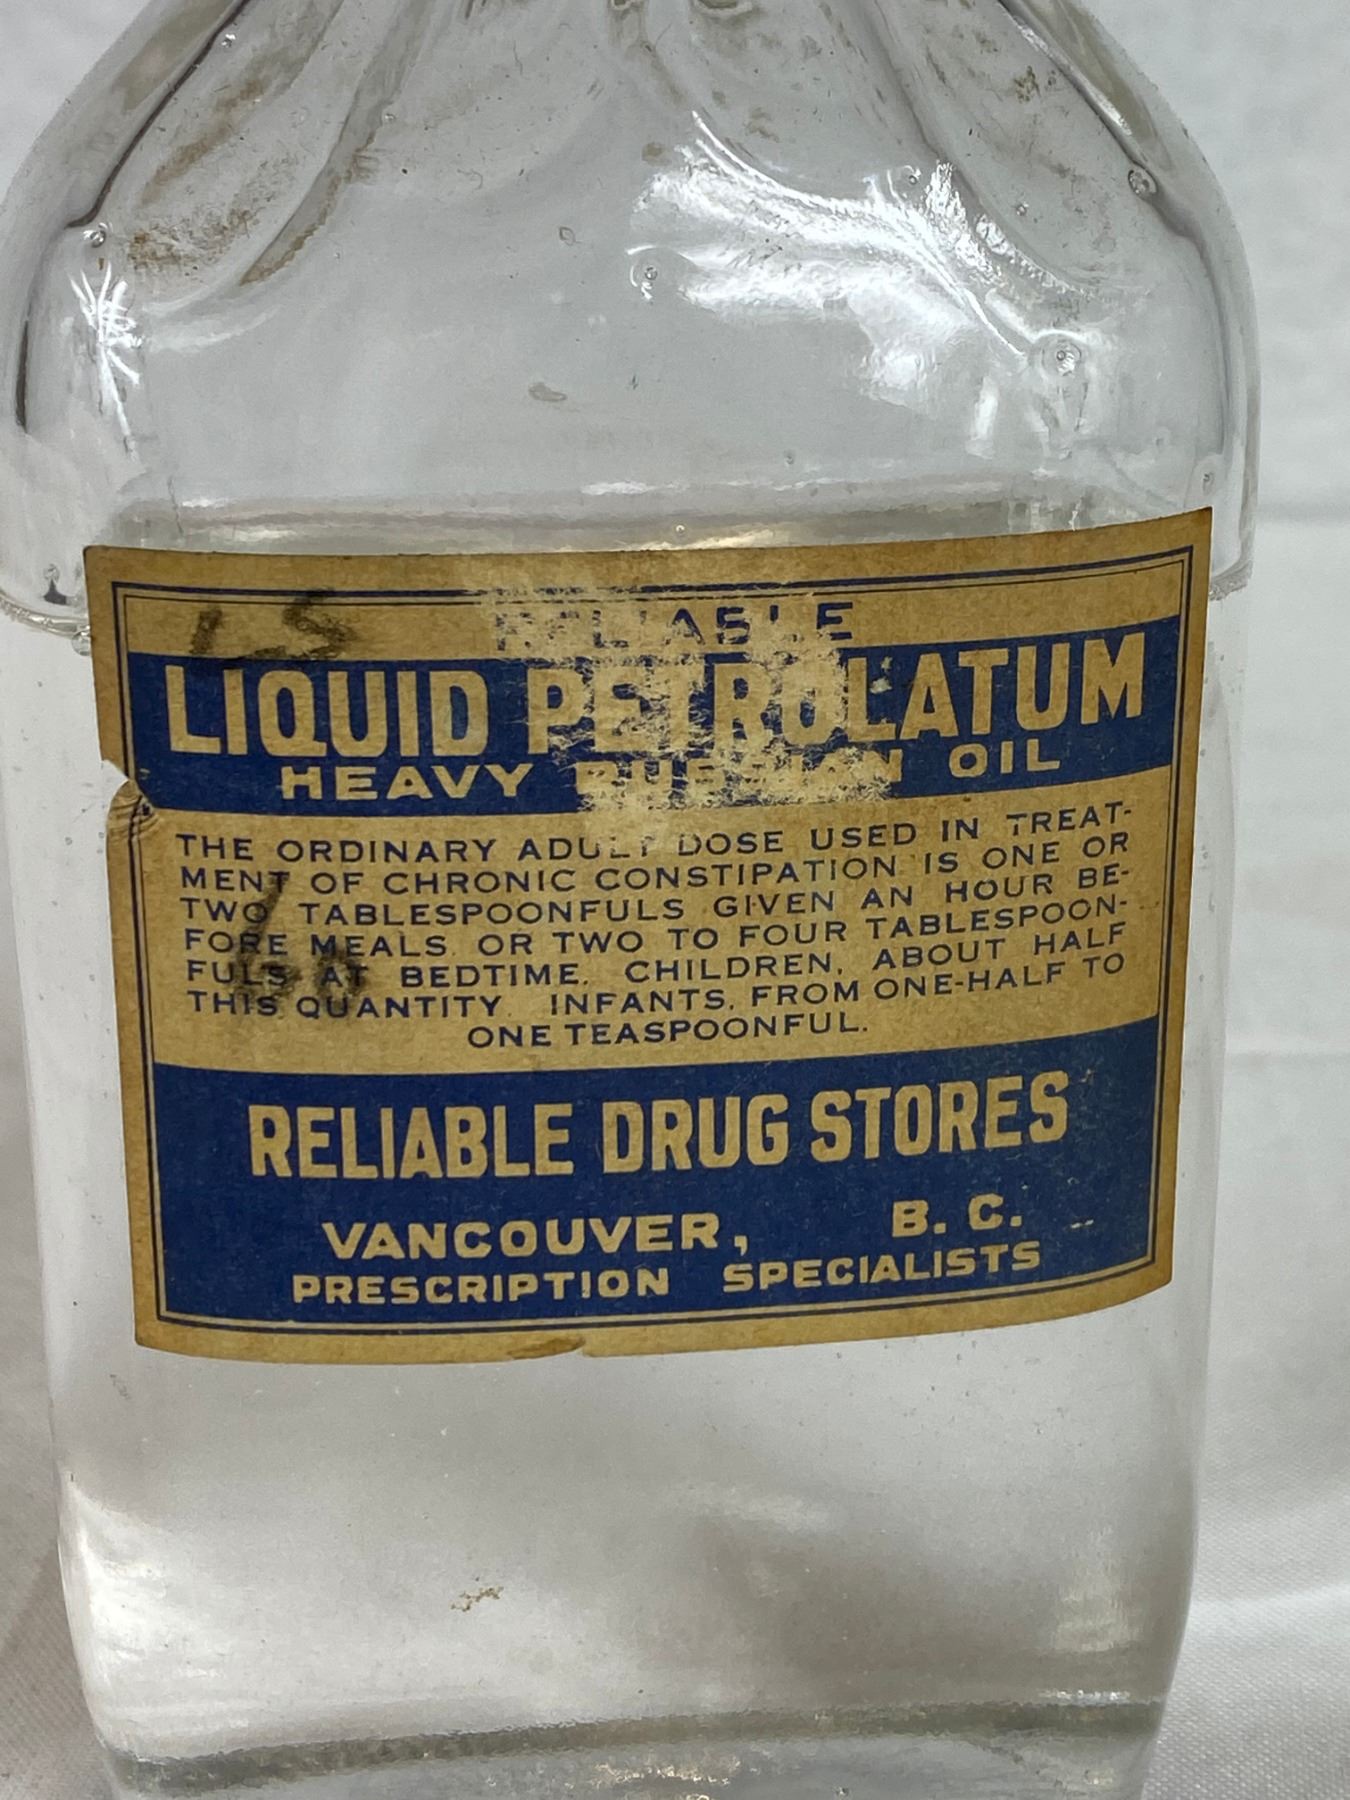 RELIABLE
LIQUID PETROLATUM
HEAVY RUSSIAN OIL
THE ORDINARY ADULT DOSE USED IN TREAT-
MENT OF CHRONIC CONSTIPATION IS ONE OR
TWO TABLESPOONFULS GIVEN AN HOUR BE-
FORE MEALS. OR TWO TO FOUR TABLESPOON-
FULS AT BEDTIME. CHILDREN, ABOUT HALF
THIS QUANTITY. INFANTS, FROM ONE-HALF TO
ONE TEASPOONFUL.
RELIABLE DRUG STORES
VANCOUVER, B. C.
PRESCRIPTION SPECIALISTS